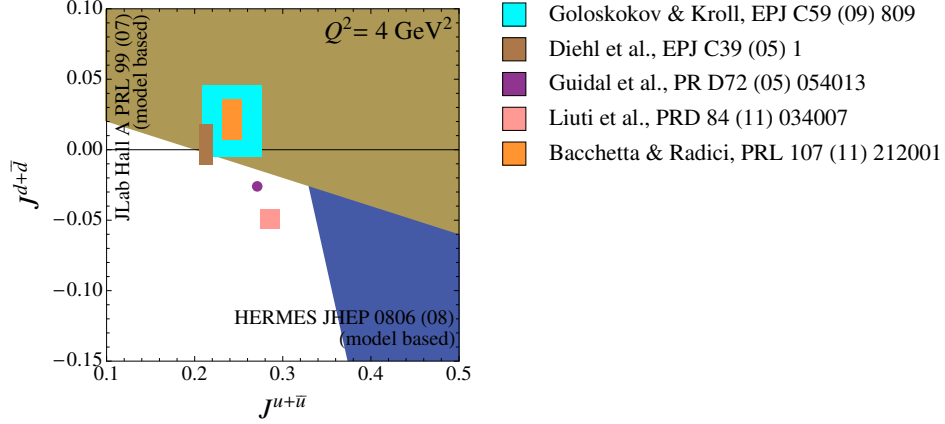 0.10
0.05
0.00
−0.05
−0.10
−0.15
J^{d+d̅}
JLab Hall A PRL 99 (07)
(model based)
Q²= 4 GeV²
HERMES JHEP 0806 (08)
(model based)
0.1 0.2 0.3 0.4 0.5
J^{u+u̅}
Goloskokov & Kroll, EPJ C59 (09) 809
Diehl et al., EPJ C39 (05) 1
Guidal et al., PR D72 (05) 054013
Liuti et al., PRD 84 (11) 034007
Bacchetta & Radici, PRL 107 (11) 212001